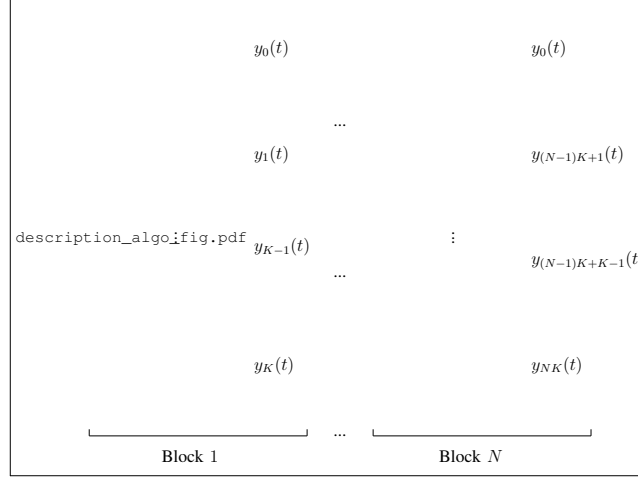 y_0(t) y_0(t)
...
y_1(t) y_{(N-1)K+1}(t)
description_algo_fig.pdf ⋮ y_{K-1}(t) ⋮
y_{(N-1)K+K-1}(t
...
y_K(t) y_{NK}(t)
...
Block 1 Block N